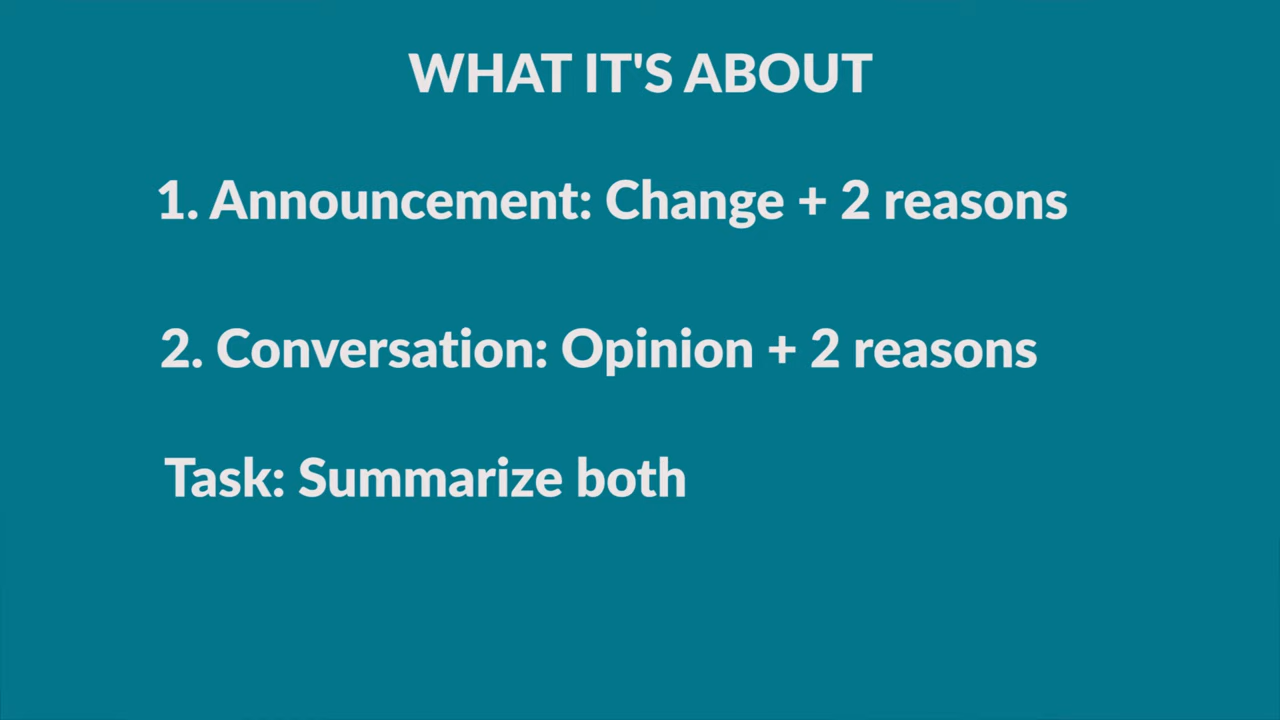 WHAT IT'S ABOUT
1. Announcement: Change + 2 reasons
2. Conversation: Opinion + 2 reasons
Task: Summarize both